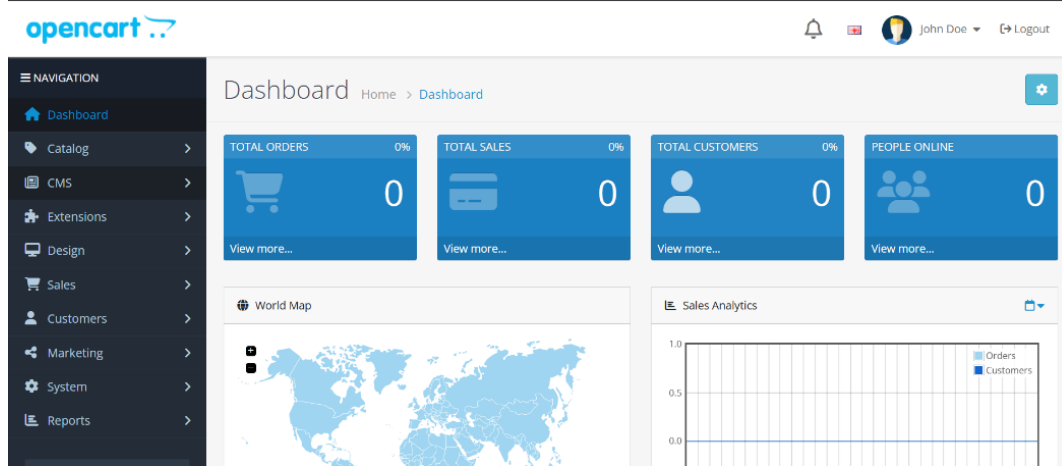 opencart
John Doe
Logout
NAVIGATION
Dashboard
Catalog
CMS
Extensions
Design
Sales
Customers
Marketing
System
Reports
Dashboard Home > Dashboard
TOTAL ORDERS 0%
0
View more...
TOTAL SALES 0%
0
View more...
TOTAL CUSTOMERS 0%
0
View more...
PEOPLE ONLINE
0
View more...
World Map
+
-
Sales Analytics
1.0
0.5
0.0
Orders
Customers